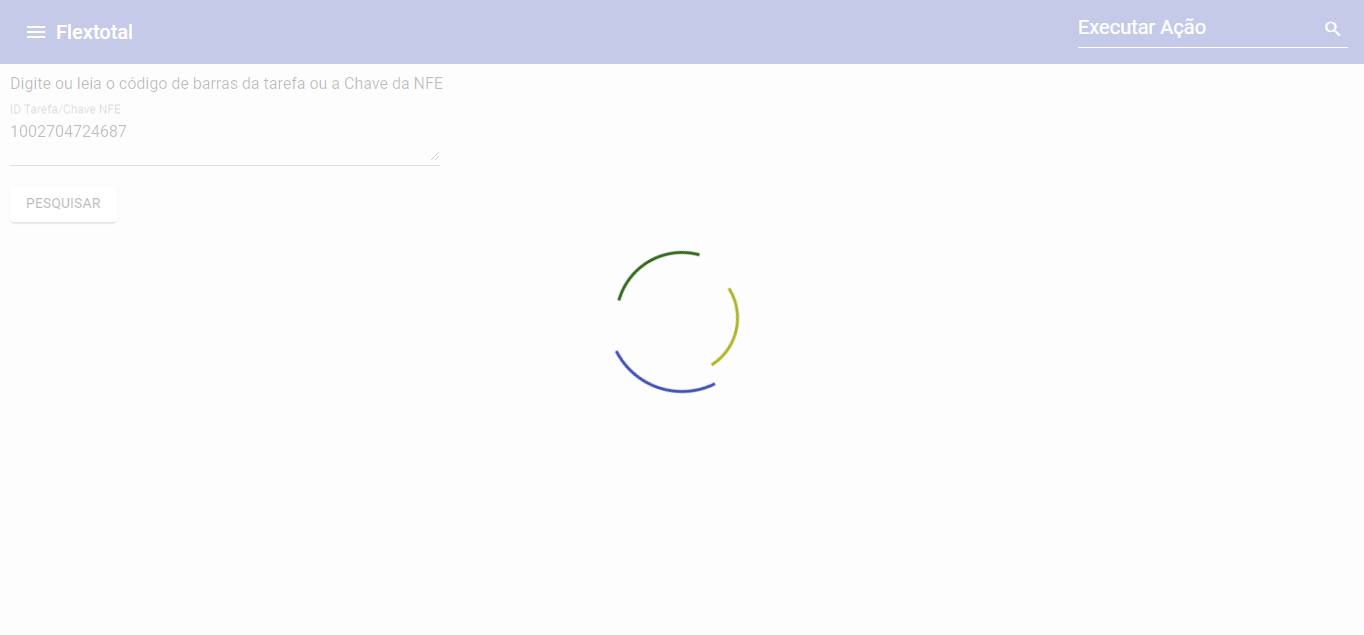 Flextotal
Executar Ação
Digite ou leia o código de barras da tarefa ou a Chave da NFE
ID Tarefa/Chave NFE
1002704724687
PESQUISAR